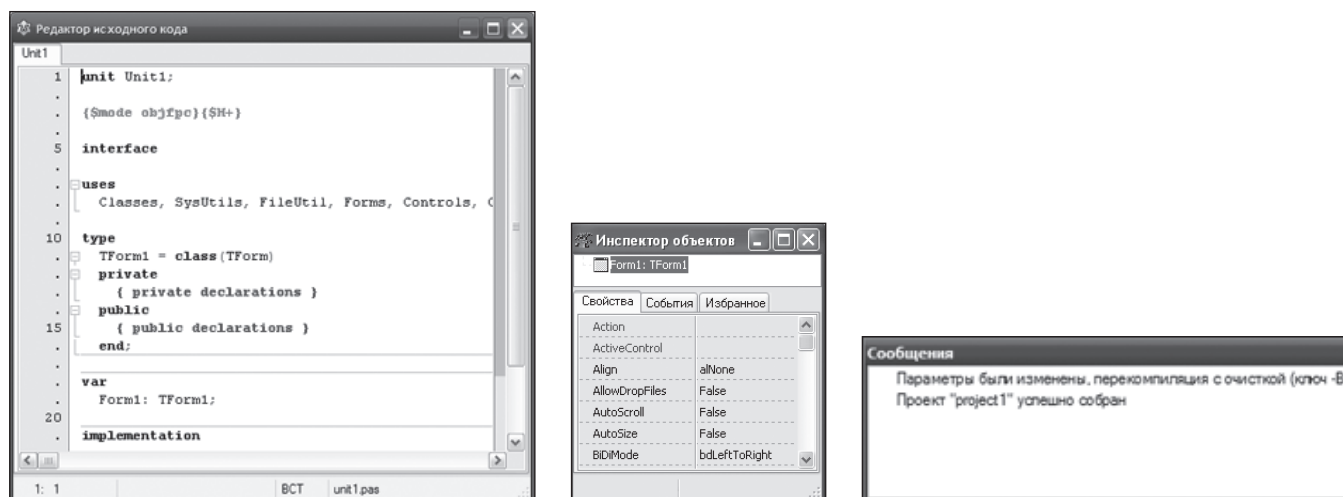 Редактор исходного кода
Unit1
1 unit Unit1;
.
. {$mode objfpc}{$H+}
.
5 interface
.
. uses
. Classes, SysUtils, FileUtil, Forms, Controls,
.
10 type
. TForm1 = class(TForm)
. private
. { private declarations }
. public
15 { public declarations }
. end;
.
. var
. Form1: TForm1;
20
. implementation
1: 1 ВСТ unit1.pas
Инспектор объектов
Form1: TForm1
Свойства События Избранное
Action
ActiveControl
Align alNone
AllowDropFiles False
AutoScroll False
AutoSize False
BiDiMode bdLeftToRight
Сообщения
Параметры были изменены, перекомпиляция с очисткой (ключ -B
Проект "project1" успешно собран